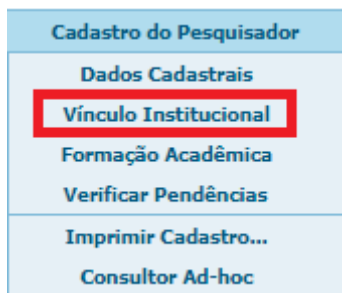 Cadastro do Pesquisador
Dados Cadastrais
Vínculo Institucional
Formação Acadêmica
Verificar Pendências
Imprimir Cadastro...
Consultor Ad-hoc